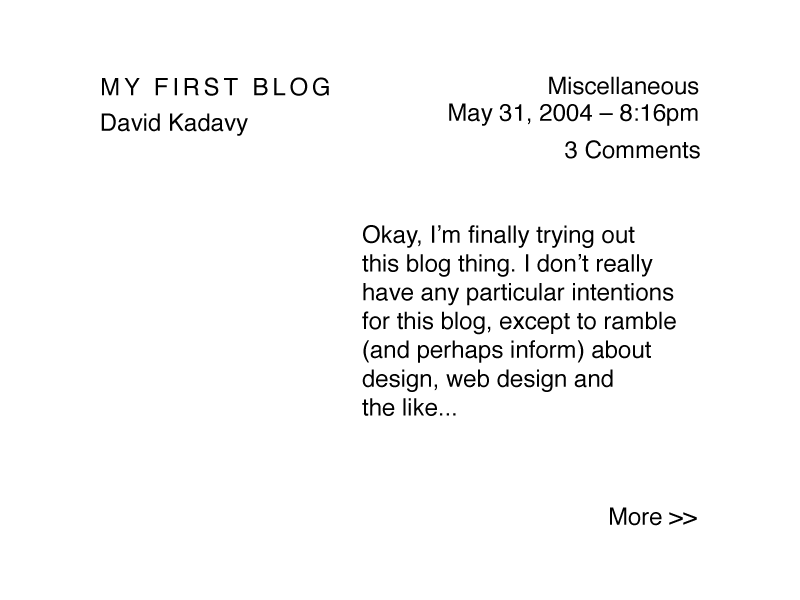 MY FIRST BLOG
David Kadavy
Miscellaneous
May 31, 2004 – 8:16pm
3 Comments
Okay, I’m finally trying out
this blog thing. I don’t really
have any particular intentions
for this blog, except to ramble
(and perhaps inform) about
design, web design and
the like...
More >>